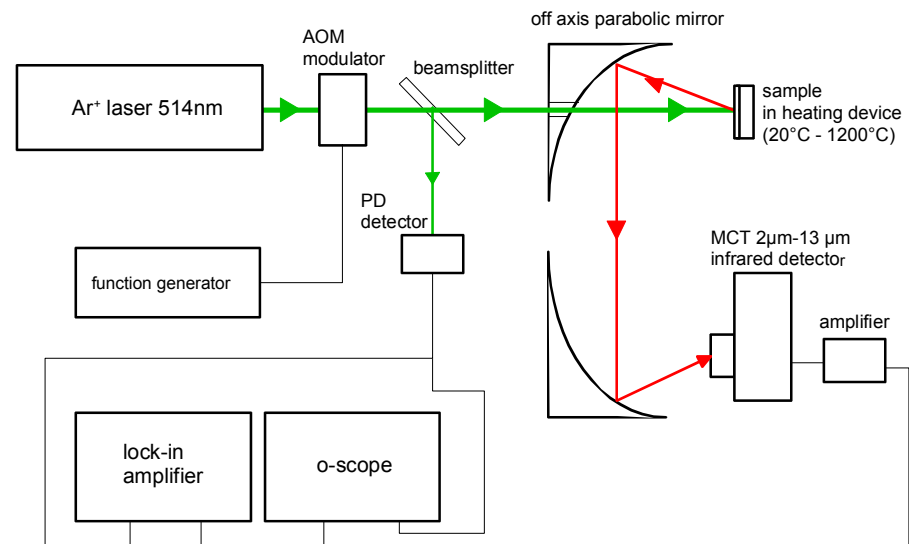 off axis parabolic mirror
AOM
modulator
beamsplitter
Ar⁺ laser 514nm
sample
in heating device
(20°C - 1200°C)
PD
detector
MCT 2µm-13 µm
infrared detector
function generator
amplifier
lock-in
amplifier
o-scope